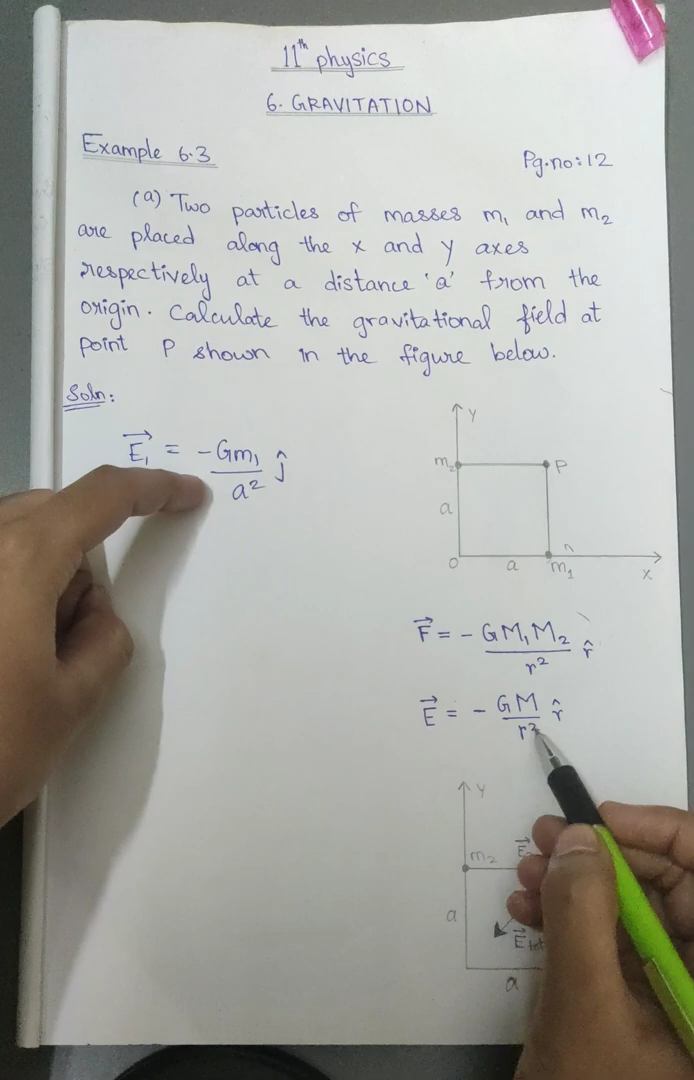 11th physics
6. GRAVITATION
Example 6.3
Pg.no:12
(a) Two particles of masses m₁ and m₂
are placed along the x and y axes
respectively at a distance 'a' from the
origin. Calculate the gravitational field at
point P shown in the figure below.
Soln:
E₁⃗ = -Gm₁/a² ĵ
Y
m₂
P
a
O
a
m₁
x
F⃗ = - GM₁M₂/r² r̂
E⃗ = - GM/r² r̂
Y
m₂
a
a